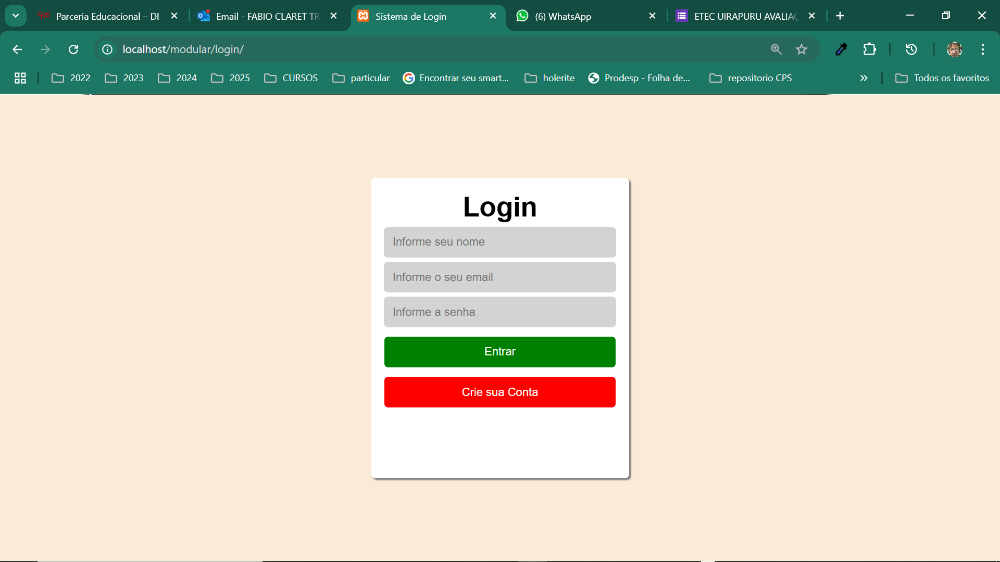 cps Parceria Educacional – DI
Email - FABIO CLARET TR
Sistema de Login
(6) WhatsApp
ETEC UIRAPURU AVALIAÇ
localhost/modular/login/
2022 2023 2024 2025 CURSOS particular Encontrar seu smart... holerite Prodesp - Folha de... repositorio CPS Todos os favoritos
Login
Informe seu nome
Informe o seu email
Informe a senha
Entrar
Crie sua Conta